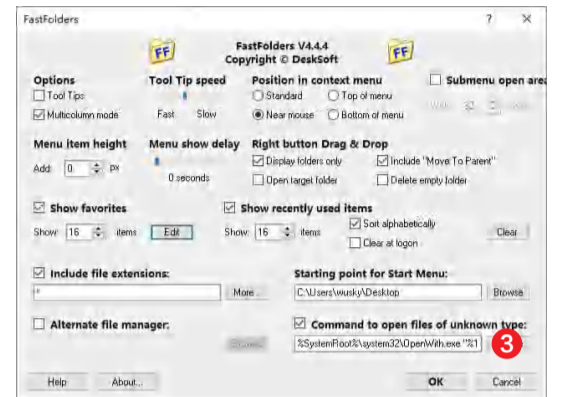 FastFolders
? ×
FF
FastFolders V4.4.4
Copyright © DeskSoft
FF
Options
Tool Tip speed
Position in context menu
Submenu open area
Tool Tips
Standard
Top of menu
Multicolumn mode
Fast Slow
Near mouse
Bottom of menu
Menu item height
Menu show delay
Right button Drag & Drop
Add: 0 px
0 seconds
Display folders only
Include "Move To Parent"
Open target folder
Delete empty folder
Show favorites
Show recently used items
Show: 16 items
Edit
Show: 16 items
Sort alphabetically
Clear at logon
Clear
Include file extensions:
Starting point for Start Menu:
More...
C:\Users\wusky\Desktop
Browse
Alternate file manager:
Command to open files of unknown type:
%SystemRoot%\system32\OpenWith.exe "%1
3
Help
About...
OK
Cancel